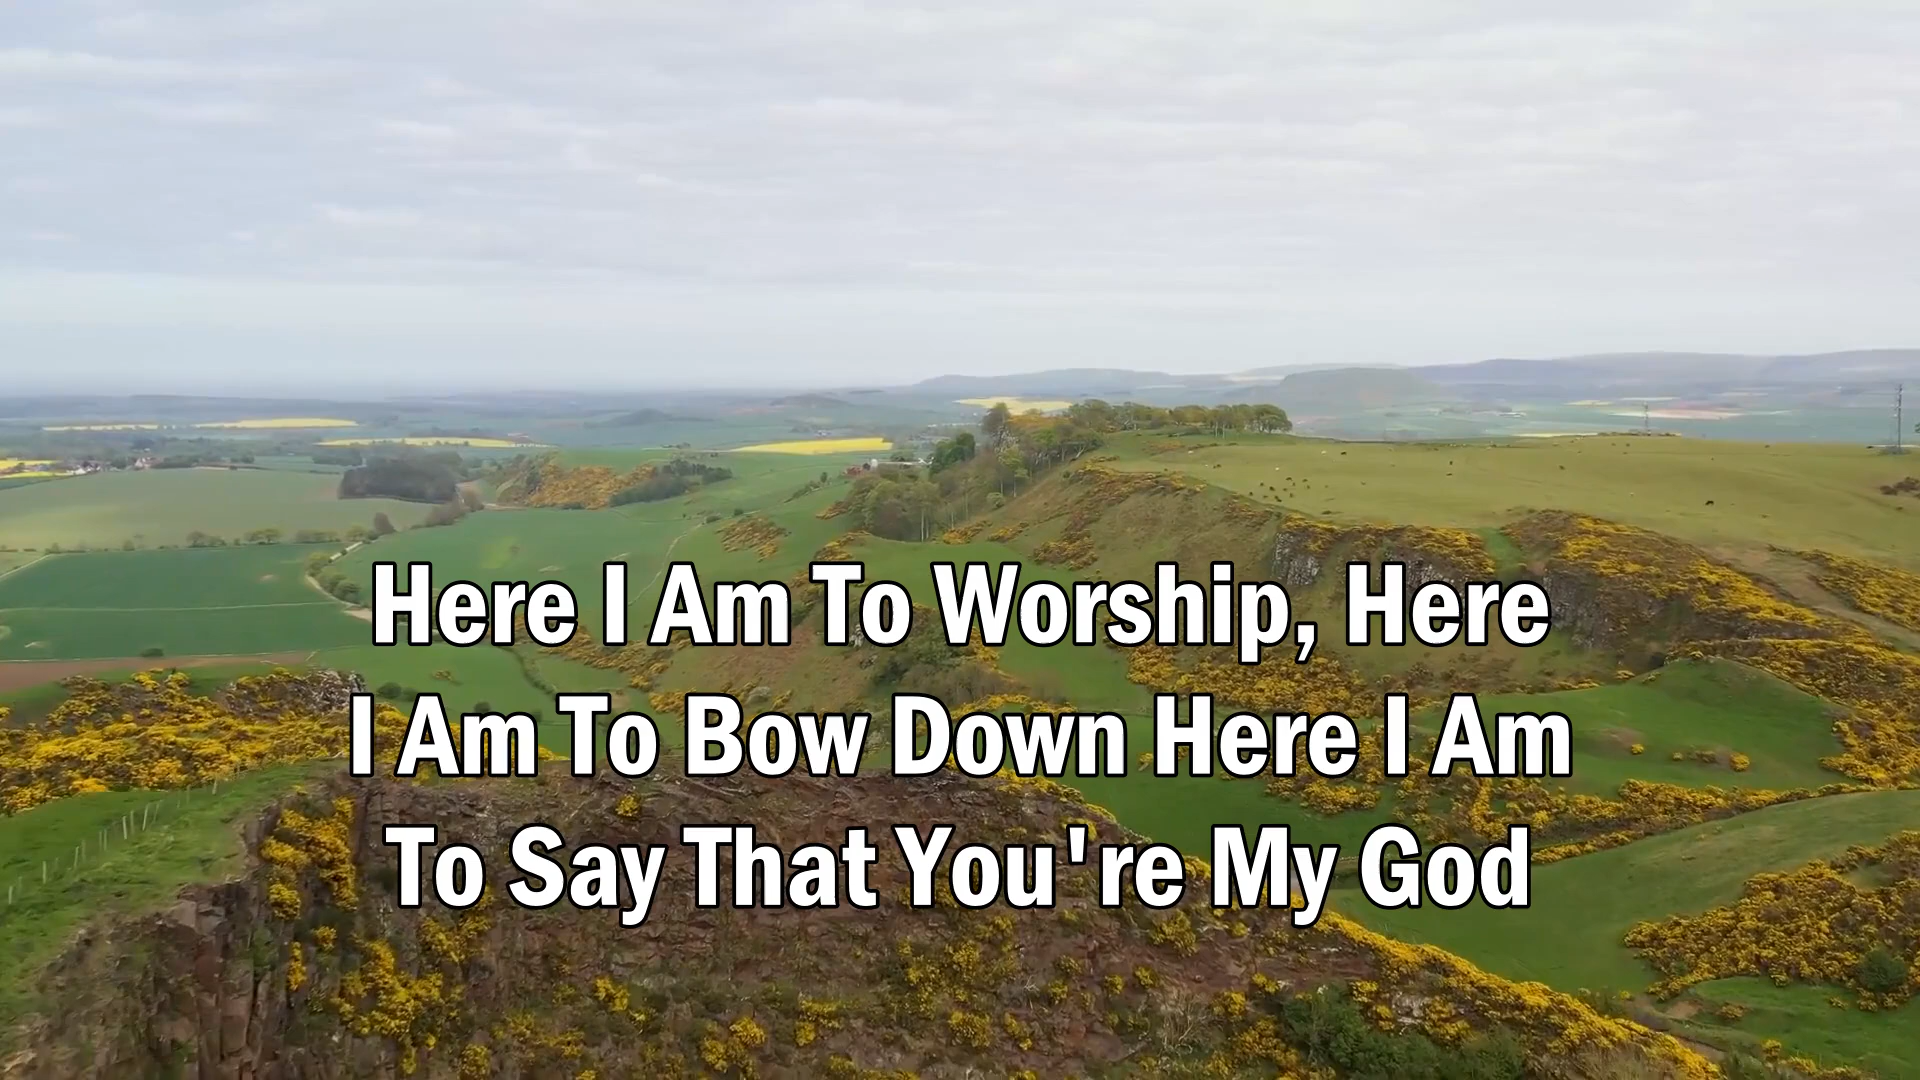 Here I Am To Worship, Here
I Am To Bow Down Here I Am
To Say That You're My God